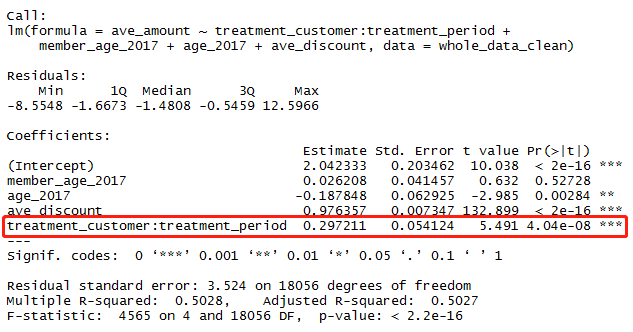 Call:
lm(formula = ave_amount ~ treatment_customer:treatment_period +
    member_age_2017 + age_2017 + ave_discount, data = whole_data_clean)
Residuals:
    Min      1Q  Median      3Q     Max
-8.5548 -1.6673 -1.4808 -0.5459 12.5966
Coefficients:
                                     Estimate Std. Error t value Pr(>|t|)
(Intercept)                          2.042333   0.203462  10.038  < 2e-16 ***
member_age_2017                      0.026208   0.041457   0.632  0.52728
age_2017                            -0.187848   0.062925  -2.985  0.00284 **
ave_discount                         0.976357   0.007347 132.899  < 2e-16 ***
treatment_customer:treatment_period  0.297211   0.054124   5.491 4.04e-08 ***
---
Signif. codes:  0 ‘***’ 0.001 ‘**’ 0.01 ‘*’ 0.05 ‘.’ 0.1 ‘ ’ 1
Residual standard error: 3.524 on 18056 degrees of freedom
Multiple R-squared:  0.5028,    Adjusted R-squared:  0.5027
F-statistic:  4565 on 4 and 18056 DF,  p-value: < 2.2e-16